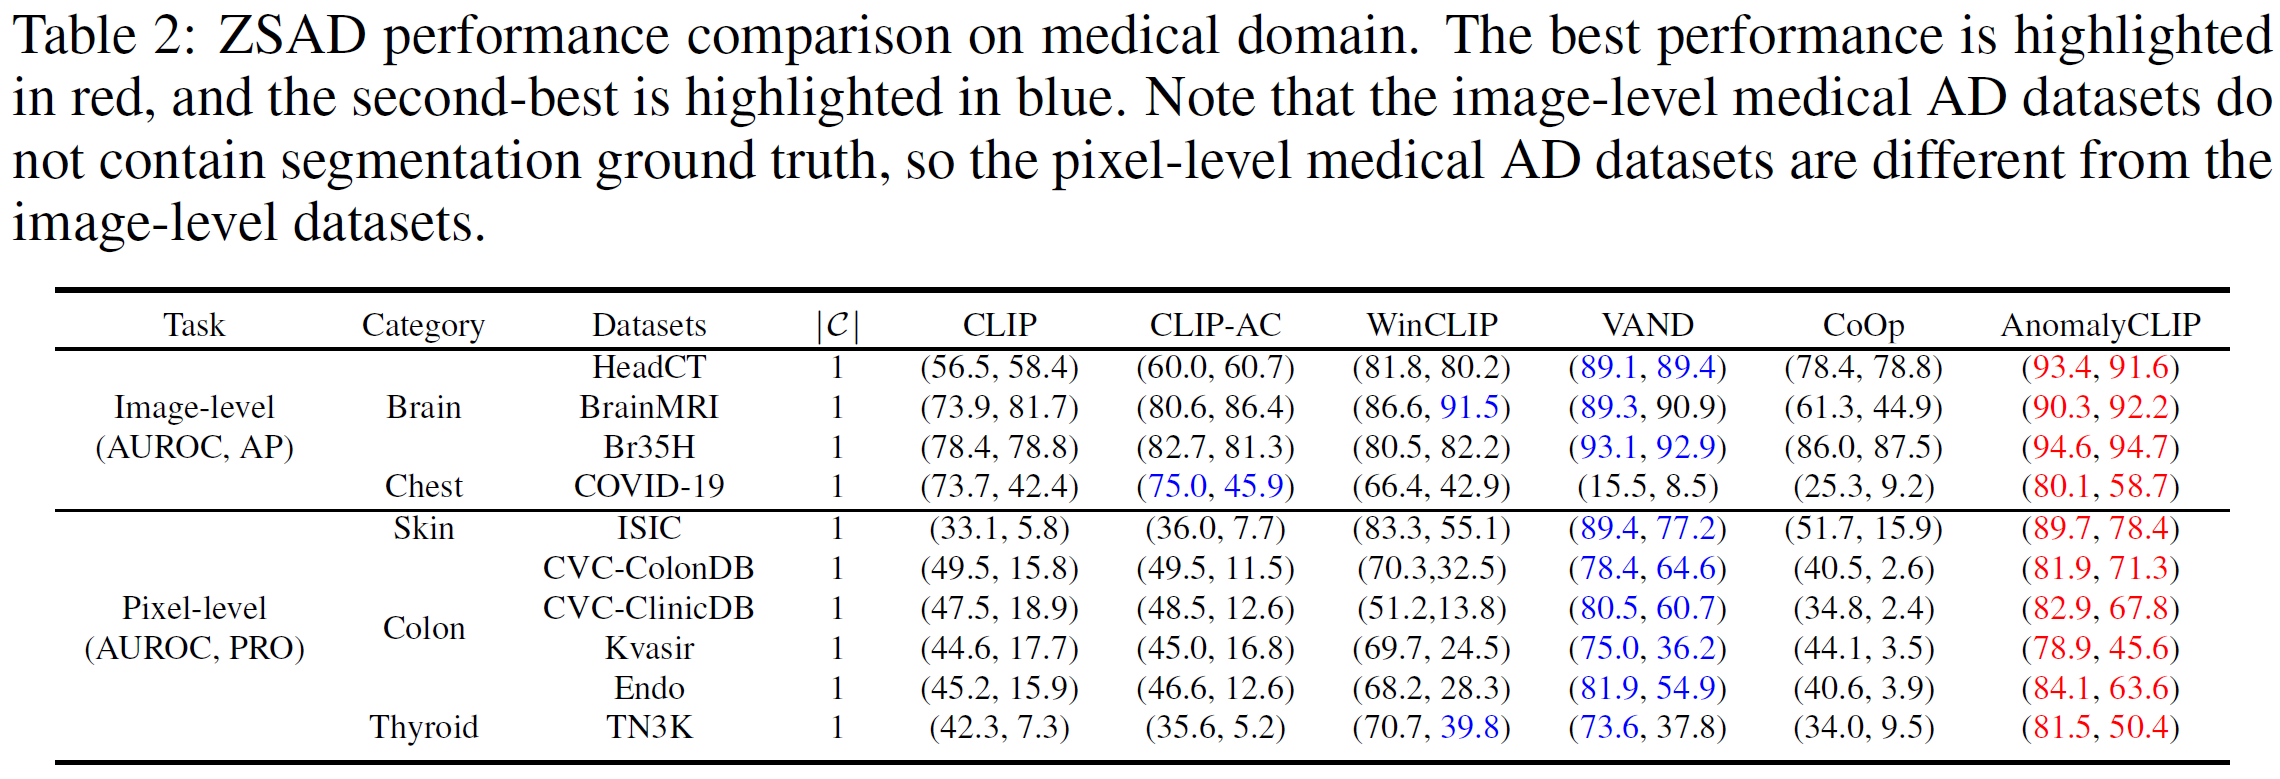 Table 2: ZSAD performance comparison on medical domain. The best performance is highlighted
in red, and the second-best is highlighted in blue. Note that the image-level medical AD datasets do
not contain segmentation ground truth, so the pixel-level medical AD datasets are different from the
image-level datasets.
Task Category Datasets |C| CLIP CLIP-AC WinCLIP VAND CoOp AnomalyCLIP
HeadCT 1 (56.5, 58.4) (60.0, 60.7) (81.8, 80.2) (89.1, 89.4) (78.4, 78.8) (93.4, 91.6)
Image-level Brain BrainMRI 1 (73.9, 81.7) (80.6, 86.4) (86.6, 91.5) (89.3, 90.9) (61.3, 44.9) (90.3, 92.2)
(AUROC, AP) Br35H 1 (78.4, 78.8) (82.7, 81.3) (80.5, 82.2) (93.1, 92.9) (86.0, 87.5) (94.6, 94.7)
Chest COVID-19 1 (73.7, 42.4) (75.0, 45.9) (66.4, 42.9) (15.5, 8.5) (25.3, 9.2) (80.1, 58.7)
Skin ISIC 1 (33.1, 5.8) (36.0, 7.7) (83.3, 55.1) (89.4, 77.2) (51.7, 15.9) (89.7, 78.4)
CVC-ColonDB 1 (49.5, 15.8) (49.5, 11.5) (70.3,32.5) (78.4, 64.6) (40.5, 2.6) (81.9, 71.3)
Pixel-level CVC-ClinicDB 1 (47.5, 18.9) (48.5, 12.6) (51.2,13.8) (80.5, 60.7) (34.8, 2.4) (82.9, 67.8)
(AUROC, PRO) Colon Kvasir 1 (44.6, 17.7) (45.0, 16.8) (69.7, 24.5) (75.0, 36.2) (44.1, 3.5) (78.9, 45.6)
Endo 1 (45.2, 15.9) (46.6, 12.6) (68.2, 28.3) (81.9, 54.9) (40.6, 3.9) (84.1, 63.6)
Thyroid TN3K 1 (42.3, 7.3) (35.6, 5.2) (70.7, 39.8) (73.6, 37.8) (34.0, 9.5) (81.5, 50.4)